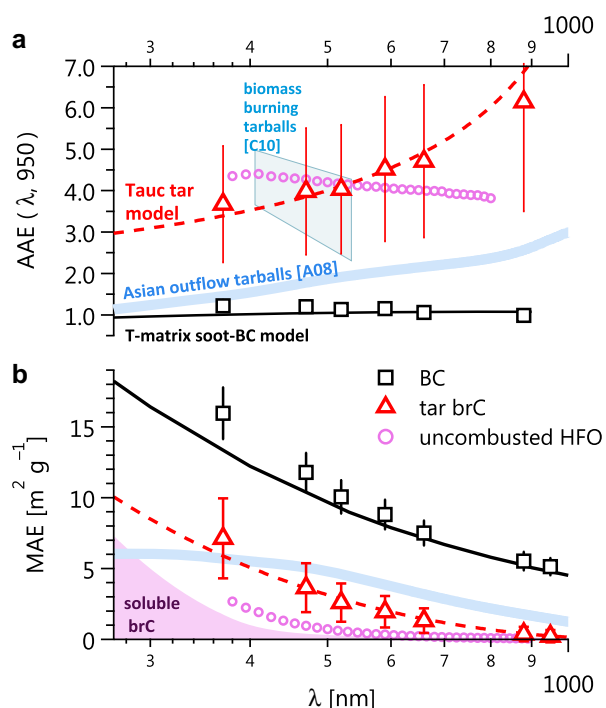 1000
3 4 5 6 7 8 9
a
7.0
6.0
5.0
4.0
3.0
2.0
1.0
AAE ( λ, 950)
biomass
burning
tarballs
[C10]
Tauc tar
model
Asian outflow tarballs [A08]
T-matrix soot-BC model
b
15
10
5
0
MAE [m² g⁻¹]
BC
tar brC
uncombusted HFO
soluble
brC
3 4 5 6 7 8 9
1000
λ [nm]